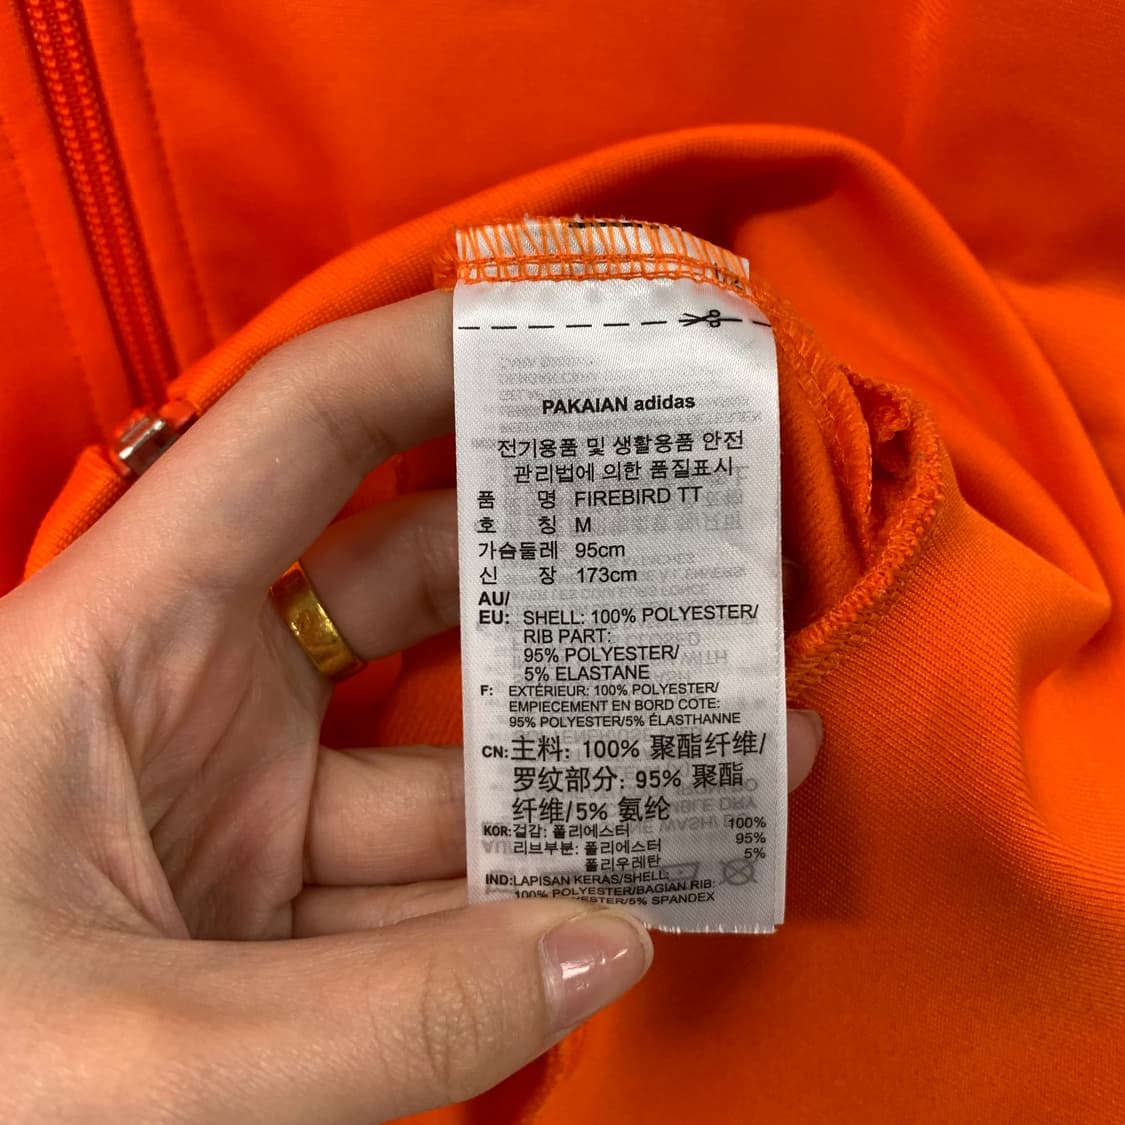 PAKAIAN adidas
전기용품 및 생활용품 안전
관리법에 의한 품질표시
품 명 FIREBIRD TT
호 칭 M
가슴둘레 95cm
신 장 173cm
AU/
EU: SHELL: 100% POLYESTER/
RIB PART:
95% POLYESTER/
5% ELASTANE
F: EXTÉRIEUR: 100% POLYESTER/
EMPIECEMENT EN BORD COTE:
95% POLYESTER/5% ÉLASTHANNE
CN: 主料: 100% 聚酯纤维/
罗纹部分: 95% 聚酯
纤维/5% 氨纶
KOR: 겉감: 폴리에스터 100%
리브부분: 폴리에스터 95%
폴리우레탄 5%
IND: LAPISAN KERAS/SHELL:
100% POLYESTER/BAGIAN RIB:
POLYESTER/5% SPANDEX